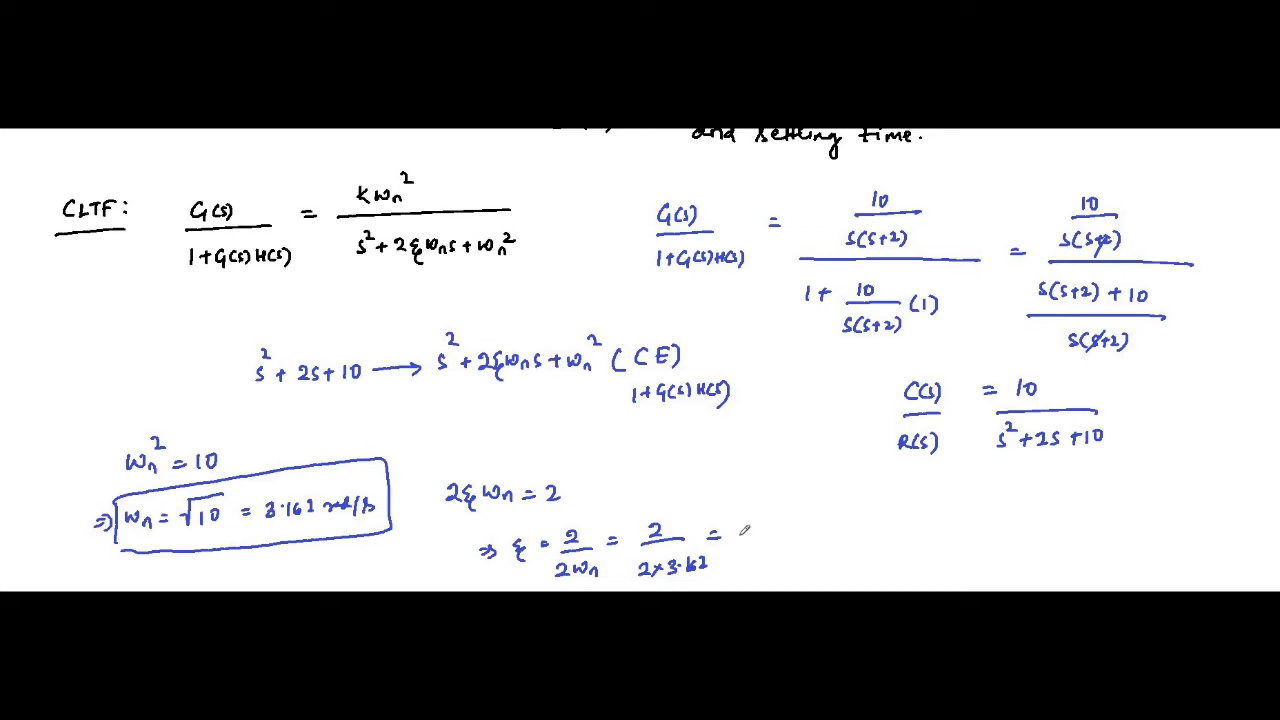 and settling time.
CLTF: G(s) / 1+G(s)H(s) = Kωn² / s²+2ξωns+ωn²
G(s) / 1+G(s)H(s) = 10/s(s+2) / 1+ 10/s(s+2) (1) = 10/s(s+2) / s(s+2)+10/s(s+2)
s²+2s+10 → s²+2ξωns+ωn² (CE)
1+G(s)H(s)
C(s)/R(s) = 10 / s²+2s+10
ωn² = 10
⇒ ωn = √10 = 3.162 rad/s
2ξωn = 2
⇒ ξ = 2/2ωn = 2/2×3.162 =